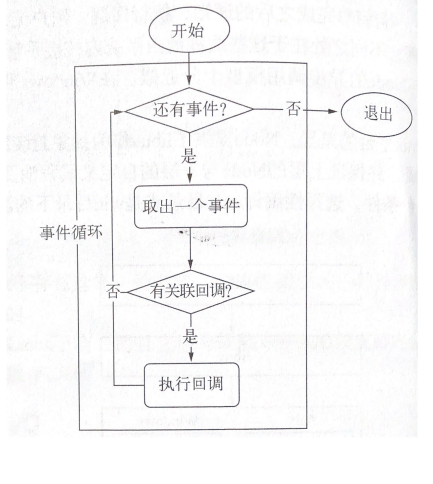 开始
还有事件?
否
退出
是
取出一个事件
事件循环
有关联回调?
否
是
执行回调